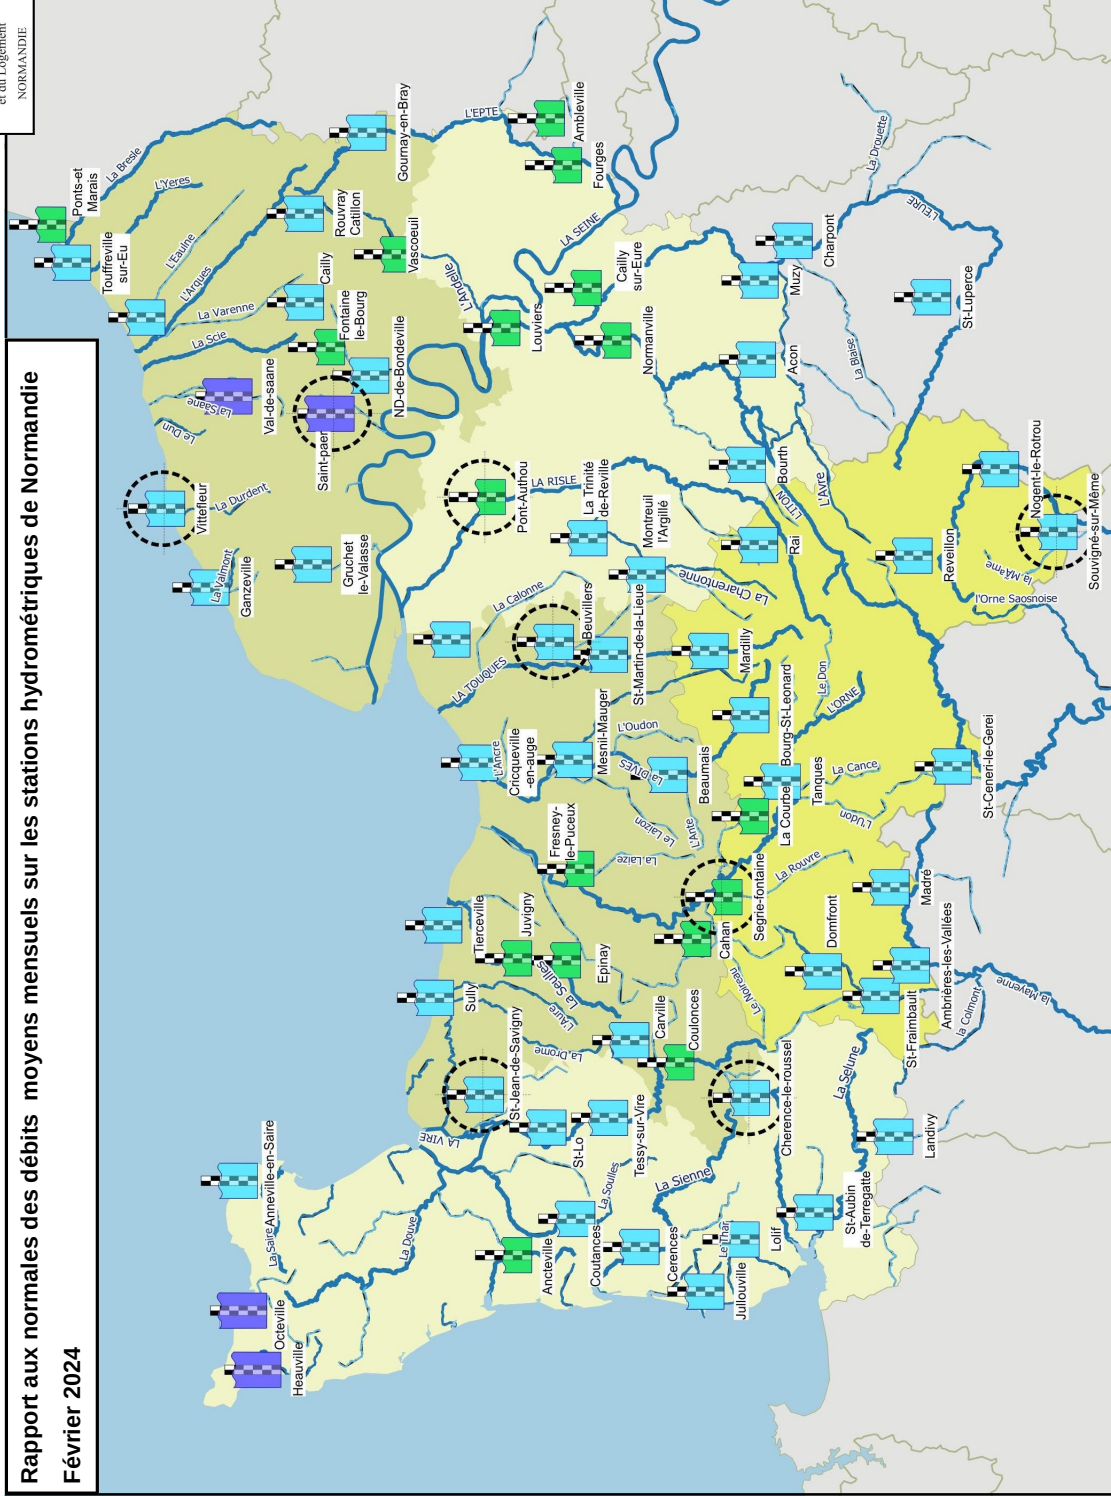 et du Logement
NORMANDIE
Rapport aux normales des débits  moyens mensuels sur les stations hydrométriques de Normandie
Février 2024
Heauville
Octeville
La Saire
Anneville-en-Saire
La Douve
Ancteville
Coutances
La Soulles
Cerences
La Sienne
Le Thar
Jullouville
Lolif
St-Aubin
de-Terregatte
La Selune
Landivy
LA VIRE
St-Jean-de-Savigny
St-Lo
Tessy-sur-Vire
La Drome
Carville
Coulonces
Cherence-le-roussel
Sully
L'Aure
La Seulles
Tierceville
Juvigny
Epinay
Cahan
Le Noireau
Segrie-fontaine
Domfront
St-Fraimbault
Ambrières-les-Vallées
la Colmont
la Mayenne
Madré
La Rouvre
Fresney-
le-Puceux
La Laize
Le Laizon
L'Ante
La Courbe
L'Udon
Tanques
La Cance
St-Ceneri-le-Gerei
Cricqueville
-en-auge
L'Ancre
Mesnil-Mauger
La DIVES
L'Oudon
Beaumais
Bourg-St-Leonard
L'ORNE
Le Don
Mardilly
LA TOUQUES
La Calonne
Beuvillers
St-Martin-de-la-Lieue
Montreuil
l'Argillé
La Charentonne
La Trinité
de-Reville
Rai
LA RISLE
Pont-Authou
Ganzeville
La Valmont
Gruchet
le-Valasse
Vittefleur
La Durdent
Le Dun
La Saane
Val-de-saane
Saint-paer
ND-de-Bondeville
Fontaine
le-Bourg
La Scie
La Varenne
Cailly
L'Arques
L'Eaulne
L'Yeres
La Bresle
Touffreville
sur-Eu
Ponts-et
Marais
Rouvray
Catillon
Gournay-en-Bray
Vascoeuil
L'Andelle
L'EPTE
Ambleville
Fourges
LA SEINE
Louviers
Cailly
sur-Eure
Normanville
Muzy
Charpont
Acon
La Drouette
L'EURE
St-Luperce
La Blaise
Bourth
L'ITON
L'Avre
Reveillon
Nogent-le-Rotrou
la Même
l'Orne Saosnoise
Souvigné-sur-Même